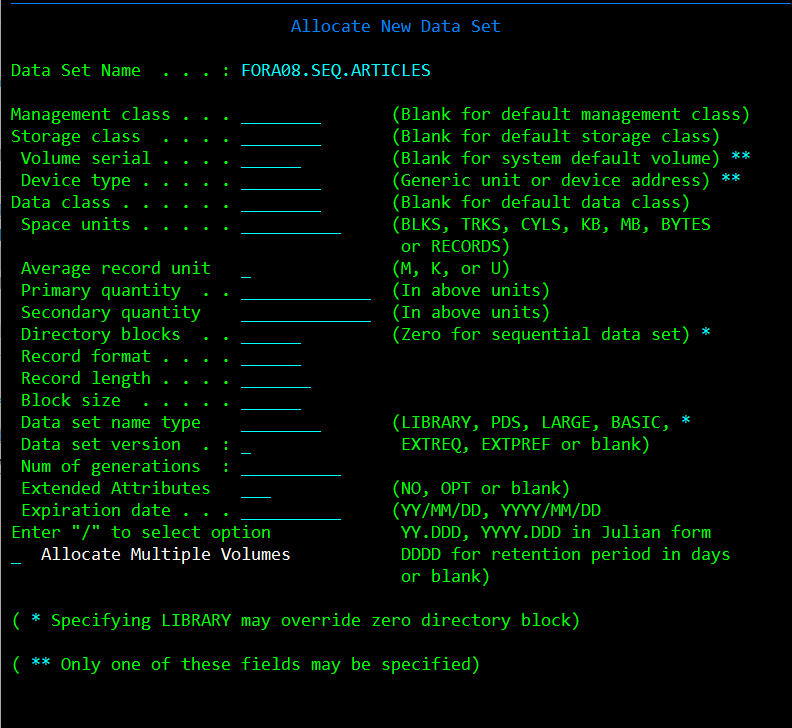 Allocate New Data Set
Data Set Name  . . . : FORA08.SEQ.ARTICLES
Management class . . . ________ (Blank for default management class)
Storage class  . . . . ________ (Blank for default storage class)
Volume serial . . . . ______ (Blank for system default volume) **
Device type . . . . . ________ (Generic unit or device address) **
Data class . . . . . . ________ (Blank for default data class)
Space units . . . . . __________ (BLKS, TRKS, CYLS, KB, MB, BYTES
or RECORDS)
Average record unit _ (M, K, or U)
Primary quantity  . . _____________ (In above units)
Secondary quantity _____________ (In above units)
Directory blocks  . . ______ (Zero for sequential data set) *
Record format . . . . ______
Record length . . . . _______
Block size  . . . . . ______
Data set name type ________ (LIBRARY, PDS, LARGE, BASIC, *
Data set version  . : _ EXTREQ, EXTPREF or blank)
Num of generations  : __________
Extended Attributes ___ (NO, OPT or blank)
Expiration date . . . __________ (YY/MM/DD, YYYY/MM/DD
Enter "/" to select option YY.DDD, YYYY.DDD in Julian form
_ Allocate Multiple Volumes DDDD for retention period in days
or blank)
( * Specifying LIBRARY may override zero directory block)
( ** Only one of these fields may be specified)